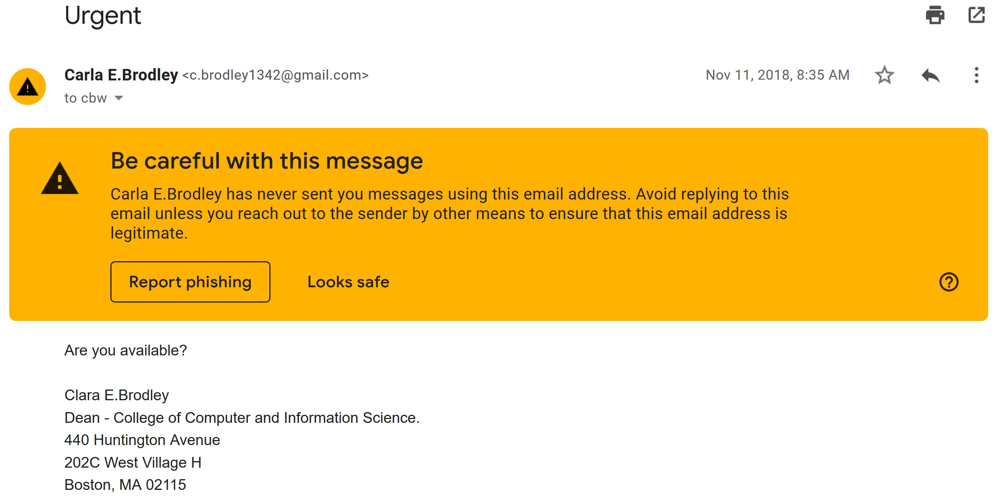 Urgent
Carla E.Brodley <c.brodley1342@gmail.com>
Nov 11, 2018, 8:35 AM
to cbw
Be careful with this message
Carla E.Brodley has never sent you messages using this email address. Avoid replying to this
email unless you reach out to the sender by other means to ensure that this email address is
legitimate.
Report phishing
Looks safe
Are you available?
Clara E.Brodley
Dean - College of Computer and Information Science.
440 Huntington Avenue
202C West Village H
Boston, MA 02115